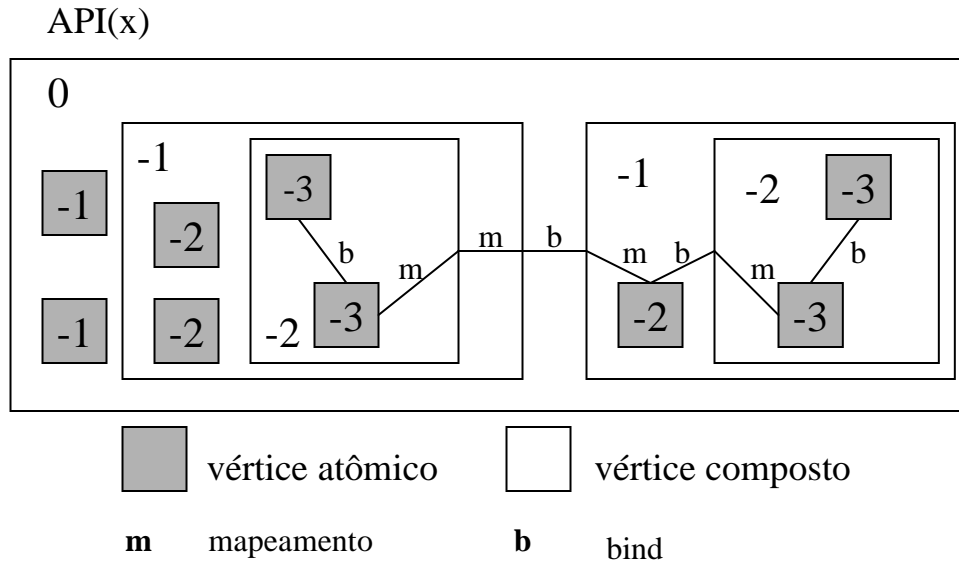 API(x)
0
-1
-3
-1
-2
-3
-1
-2
b
m
b
m
b
m
b
m
-1
-2
-2
-3
-2
-3
vértice atômico
vértice composto
m mapeamento
b bind